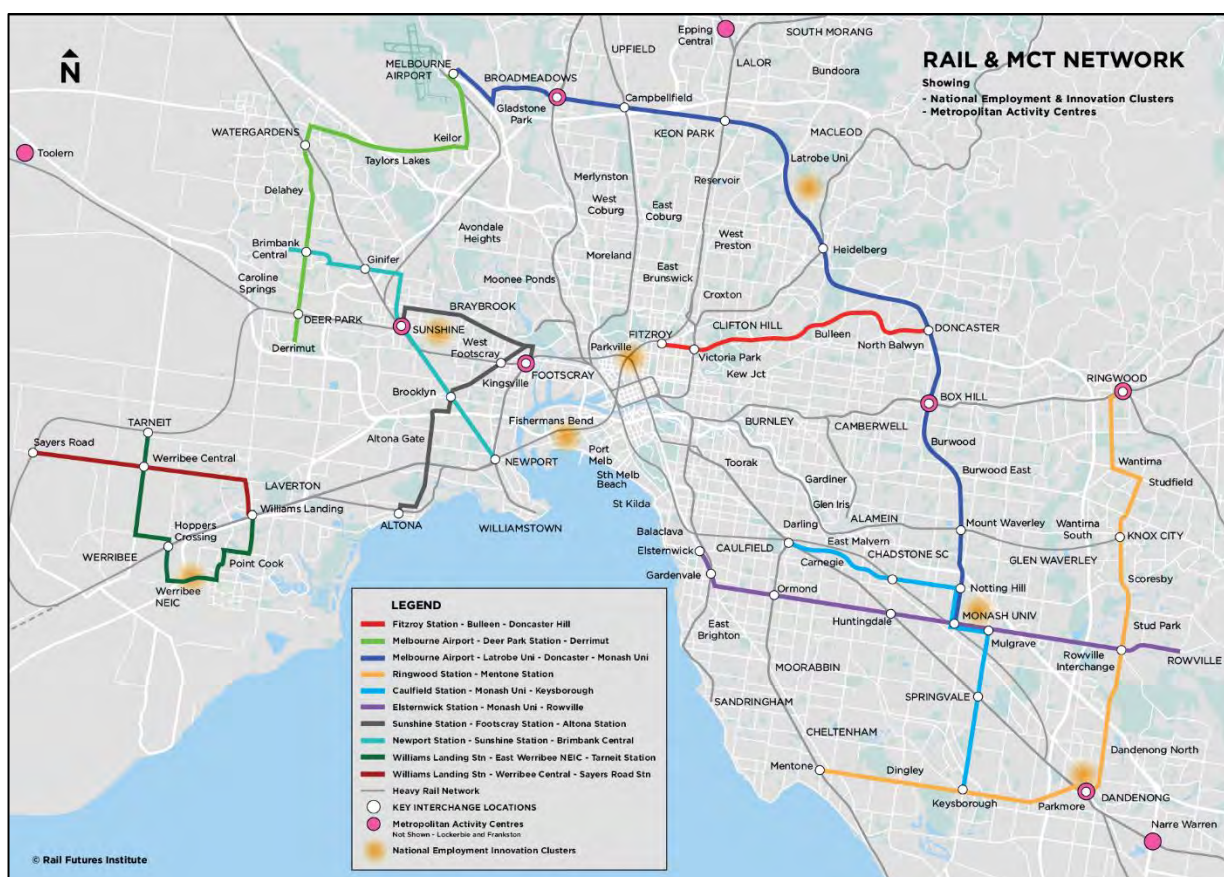 RAIL & MCT NETWORK
Showing
- National Employment & Innovation Clusters
- Metropolitan Activity Centres
N
Epping
Central
SOUTH MORANG
UPFIELD
LALOR
Bundoora
MELBOURNE
AIRPORT
BROADMEADOWS
Gladstone
Park
Campbellfield
KEON PARK
MACLEOD
Latrobe Uni
WATERGARDENS
Keilor
Taylors Lakes
Toolern
Delahey
Merlynston
West
Coburg
East
Coburg
Reservoir
Avondale
Heights
West
Preston
Heidelberg
Brimbank
Central
Ginifer
Caroline
Springs
Moonee Ponds
Moreland
East
Brunswick
Croxton
BRAYBROOK
DEER PARK
SUNSHINE
Derrimut
West
Footscray
Kingsville
FOOTSCRAY
Parkville
FITZROY
CLIFTON HILL
Bulleen
North Balwyn
DONCASTER
Victoria Park
Kew Jct
RINGWOOD
Brooklyn
Fishermans Bend
BOX HILL
BURNLEY
CAMBERWELL
TARNEIT
Sayers Road
Werribee Central
Altona Gate
NEWPORT
Port
Melb
Sth Melb
Beach
Toorak
Burwood
Burwood East
Wantirna
Studfield
Gardiner
Glen Iris
LAVERTON
Williams Landing
ALTONA
WILLIAMSTOWN
St Kilda
Balaclava
ALAMEIN
Mount Waverley
Wantirna
South
KNOX CITY
Hoppers
Crossing
WERRIBEE
Point Cook
Werribee
NEIC
Elsternwick
CAULFIELD
Darling
East Malvern
Carnegie
CHADSTONE SC
GLEN WAVERLEY
Gardenvale
Ormond
Notting Hill
Scoresby
Huntingdale
MONASH UNIV
Mulgrave
Stud Park
East
Brighton
Rowville
Interchange
ROWVILLE
MOORABBIN
SPRINGVALE
SANDRINGHAM
CHELTENHAM
Dandenong North
Mentone
Dingley
Keysborough
Parkmore
DANDENONG
Narre Warren
LEGEND
Fitzroy Station - Bulleen - Doncaster Hill
Melbourne Airport - Deer Park Station - Derrimut
Melbourne Airport - Latrobe Uni - Doncaster - Monash Uni
Ringwood Station - Mentone Station
Caulfield Station - Monash Uni - Keysborough
Elsternwick Station - Monash Uni - Rowville
Sunshine Station - Footscray Station - Altona Station
Newport Station - Sunshine Station - Brimbank Central
Williams Landing Stn - East Werribee NEIC - Tarneit Station
Williams Landing Stn - Werribee Central - Sayers Road Stn
Heavy Rail Network
KEY INTERCHANGE LOCATIONS
Metropolitan Activity Centres
Not Shown - Lockerbie and Frankston
National Employment Innovation Clusters
© Rail Futures Institute